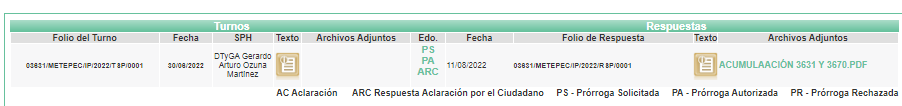 Turnos Respuestas
Folio del Turno Fecha SPH Texto Archivos Adjuntos Edo. Fecha Folio de Respuesta Texto Archivos Adjuntos
03631/METEPEC/IP/2022/TSP/0001 30/06/2022 DTyGA Gerardo Arturo Ozuna Martinez PS PA ARC 11/08/2022 03631/METEPEC/IP/2022/RSP/0001 ACUMULAACIÓN 3631 Y 3670.PDF
AC Aclaración ARC Respuesta Aclaración por el Ciudadano PS - Prórroga Solicitada PA - Prórroga Autorizada PR - Prórroga Rechazada